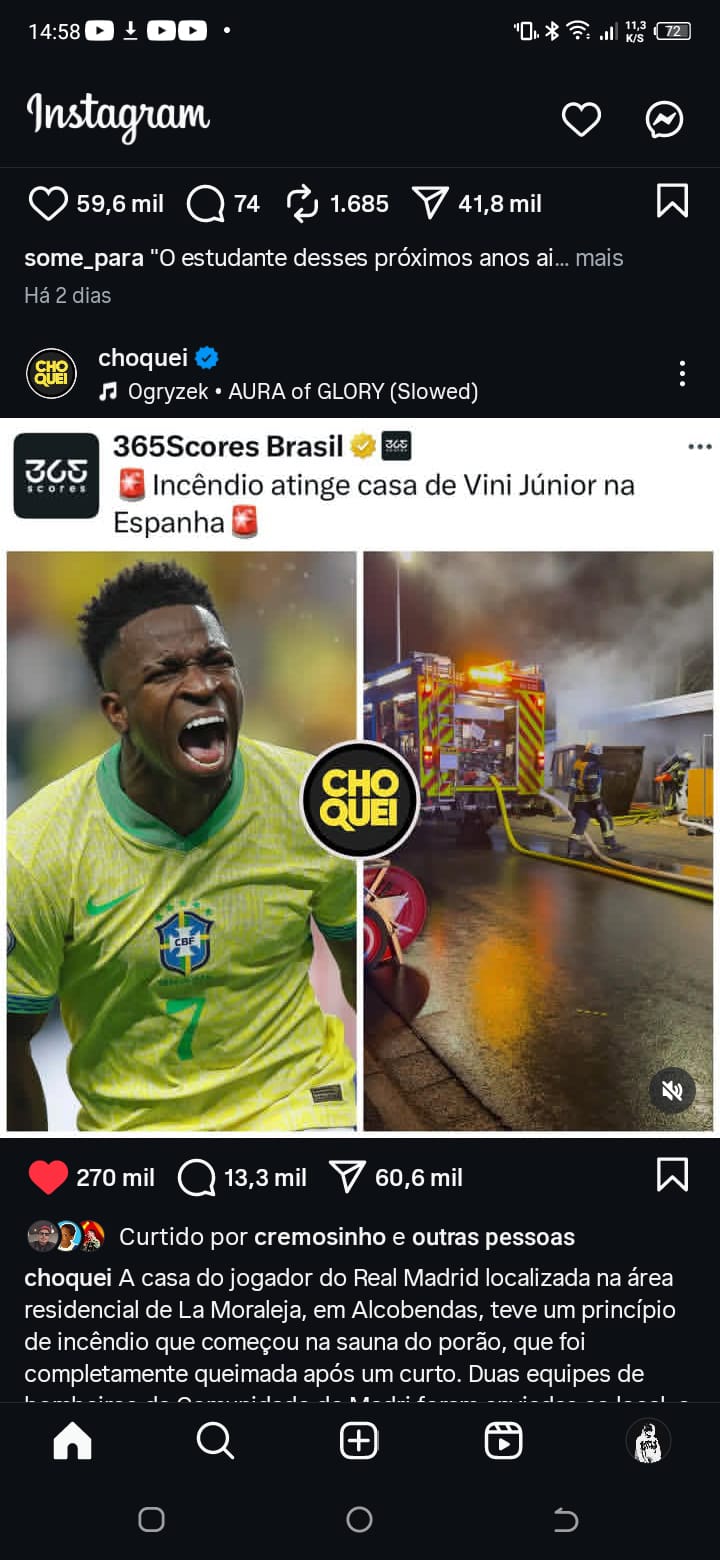 14:58
11,3
K/S
72
Instagram
59,6 mil
74
1.685
41,8 mil
some_para "O estudante desses próximos anos ai... mais
Há 2 dias
CHO
QUEI
choquei
Ogryzek • AURA of GLORY (Slowed)
365
scores
365Scores Brasil
365
🚨Incêndio atinge casa de Vini Júnior na
Espanha🚨
CHO
QUEI
CBF
7
270 mil
13,3 mil
60,6 mil
Curtido por cremosinho e outras pessoas
choquei A casa do jogador do Real Madrid localizada na área
residencial de La Moraleja, em Alcobendas, teve um princípio
de incêndio que começou na sauna do porão, que foi
completamente queimada após um curto. Duas equipes de